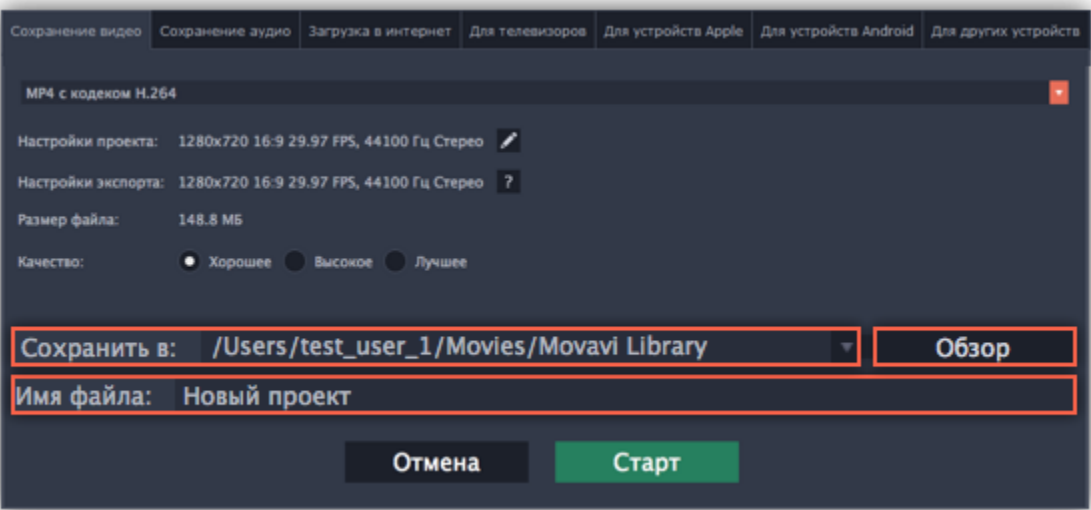 Сохранение видео Сохранение аудио Загрузка в интернет Для телевизоров Для устройств Apple Для устройств Android Для других устройств
MP4 с кодеком H.264
Настройки проекта: 1280x720 16:9 29.97 FPS, 44100 Гц Стерео
Настройки экспорта: 1280x720 16:9 29.97 FPS, 44100 Гц Стерео ?
Размер файла: 148.8 МБ
Качество: Хорошее Высокое Лучшее
Сохранить в: /Users/test_user_1/Movies/Movavi Library Обзор
Имя файла: Новый проект
Отмена Старт